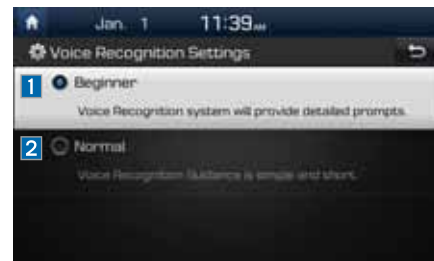 Jan. 1 11:39AM
Voice Recognition Settings
1 Beginner
Voice Recognition system will provide detailed prompts.
2 Normal
Voice Recognition Guidance is simple and short.